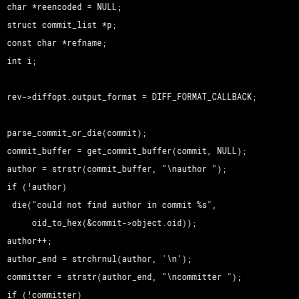 char *reencoded = NULL;
struct commit_list *p;
const char *refname;
int i;
rev->diffopt.output_format = DIFF_FORMAT_CALLBACK;
parse_commit_or_die(commit);
commit_buffer = get_commit_buffer(commit, NULL);
author = strstr(commit_buffer, "\nauthor ");
if (!author)
die("could not find author in commit %s",
oid_to_hex(&commit->object.oid));
author++;
author_end = strchrnul(author, '\n');
committer = strstr(author_end, "\ncommitter ");
if (!committer)